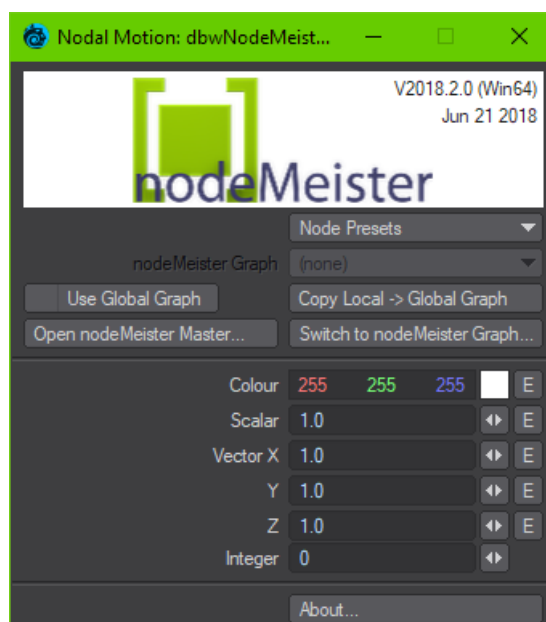 Nodal Motion: dbwNodeMeist...
V2018.2.0 (Win64)
Jun 21 2018
nodeMeister
Node Presets
nodeMeister Graph (none)
Use Global Graph Copy Local -> Global Graph
Open nodeMeister Master... Switch to nodeMeister Graph...
Colour 255 255 255 E
Scalar 1.0 E
Vector X 1.0 E
Y 1.0 E
Z 1.0 E
Integer 0
About...